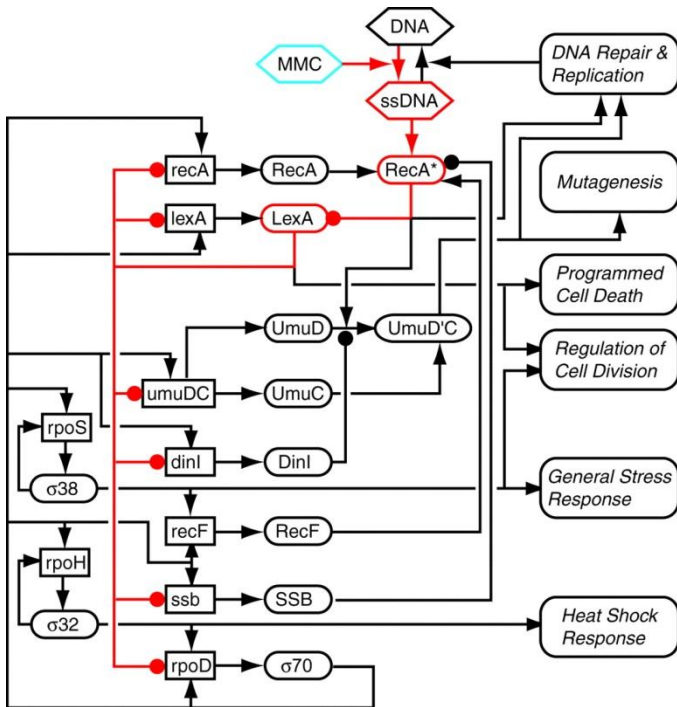 DNA
MMC
DNA Repair &
Replication
ssDNA
recA
RecA
RecA*
Mutagenesis
lexA
LexA
Programmed
Cell Death
UmuD
UmuD'C
Regulation of
Cell Division
umuDC
UmuC
rpoS
dinI
DinI
σ38
General Stress
Response
recF
RecF
rpoH
ssb
SSB
σ32
Heat Shock
Response
rpoD
σ70